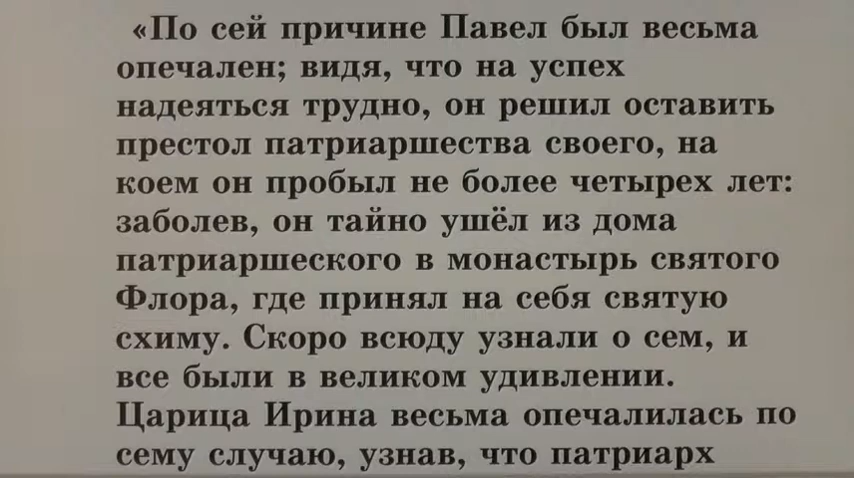 «По сей причине Павел был весьма
опечален; видя, что на успех
надеяться трудно, он решил оставить
престол патриаршества своего, на
коем он пробыл не более четырех лет:
заболев, он тайно ушёл из дома
патриаршеского в монастырь святого
Флора, где принял на себя святую
схиму. Скоро всюду узнали о сем, и
все были в великом удивлении.
Царица Ирина весьма опечалилась по
сему случаю, узнав, что патриарх